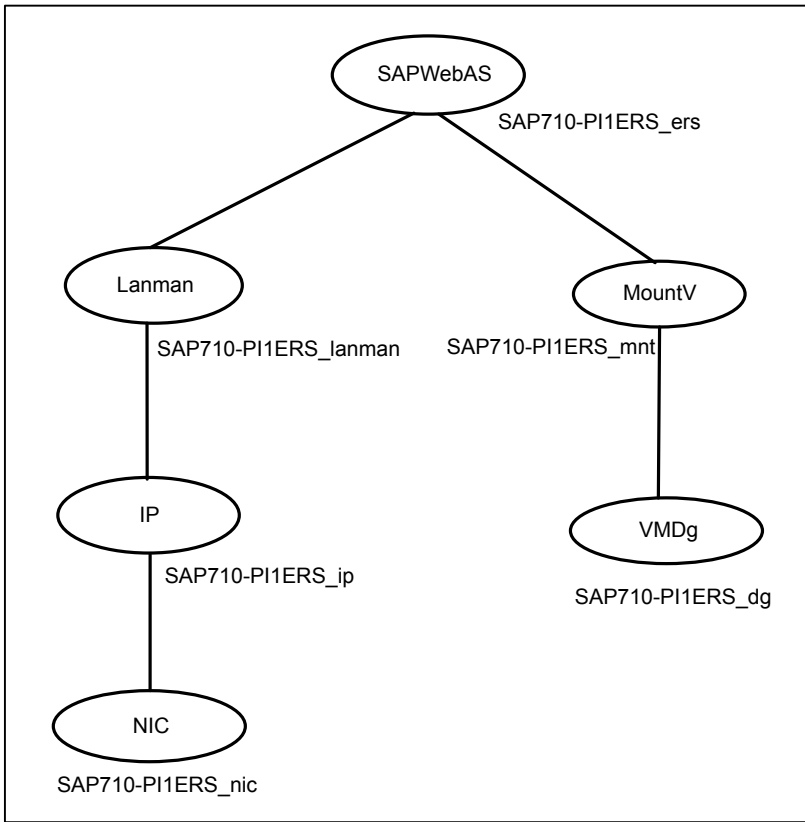 SAPWebAS
SAP710-PI1ERS_ers
Lanman
MountV
SAP710-PI1ERS_lanman
SAP710-PI1ERS_mnt
IP
VMDg
SAP710-PI1ERS_ip
SAP710-PI1ERS_dg
NIC
SAP710-PI1ERS_nic